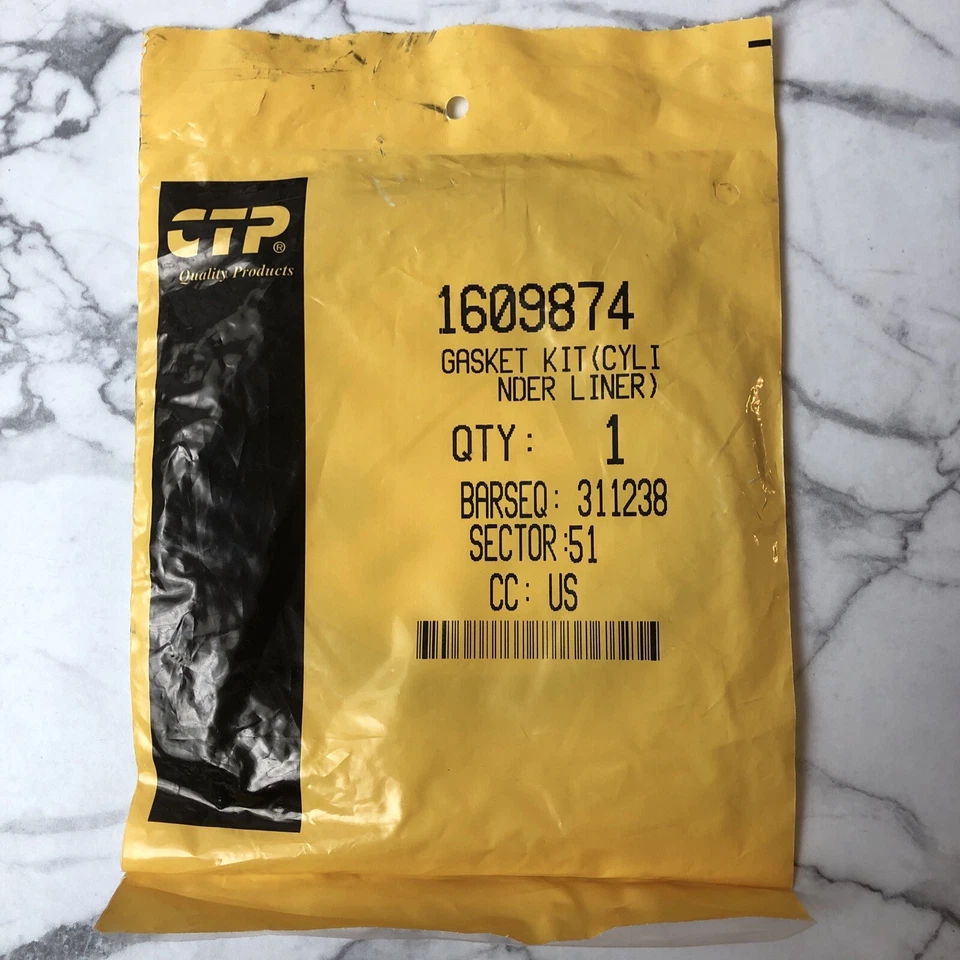 CTP®
Quality Products
1609874
GASKET KIT(CYLI
NDER LINER)
QTY: 1
BARSEQ: 311238
SECTOR:51
CC: US